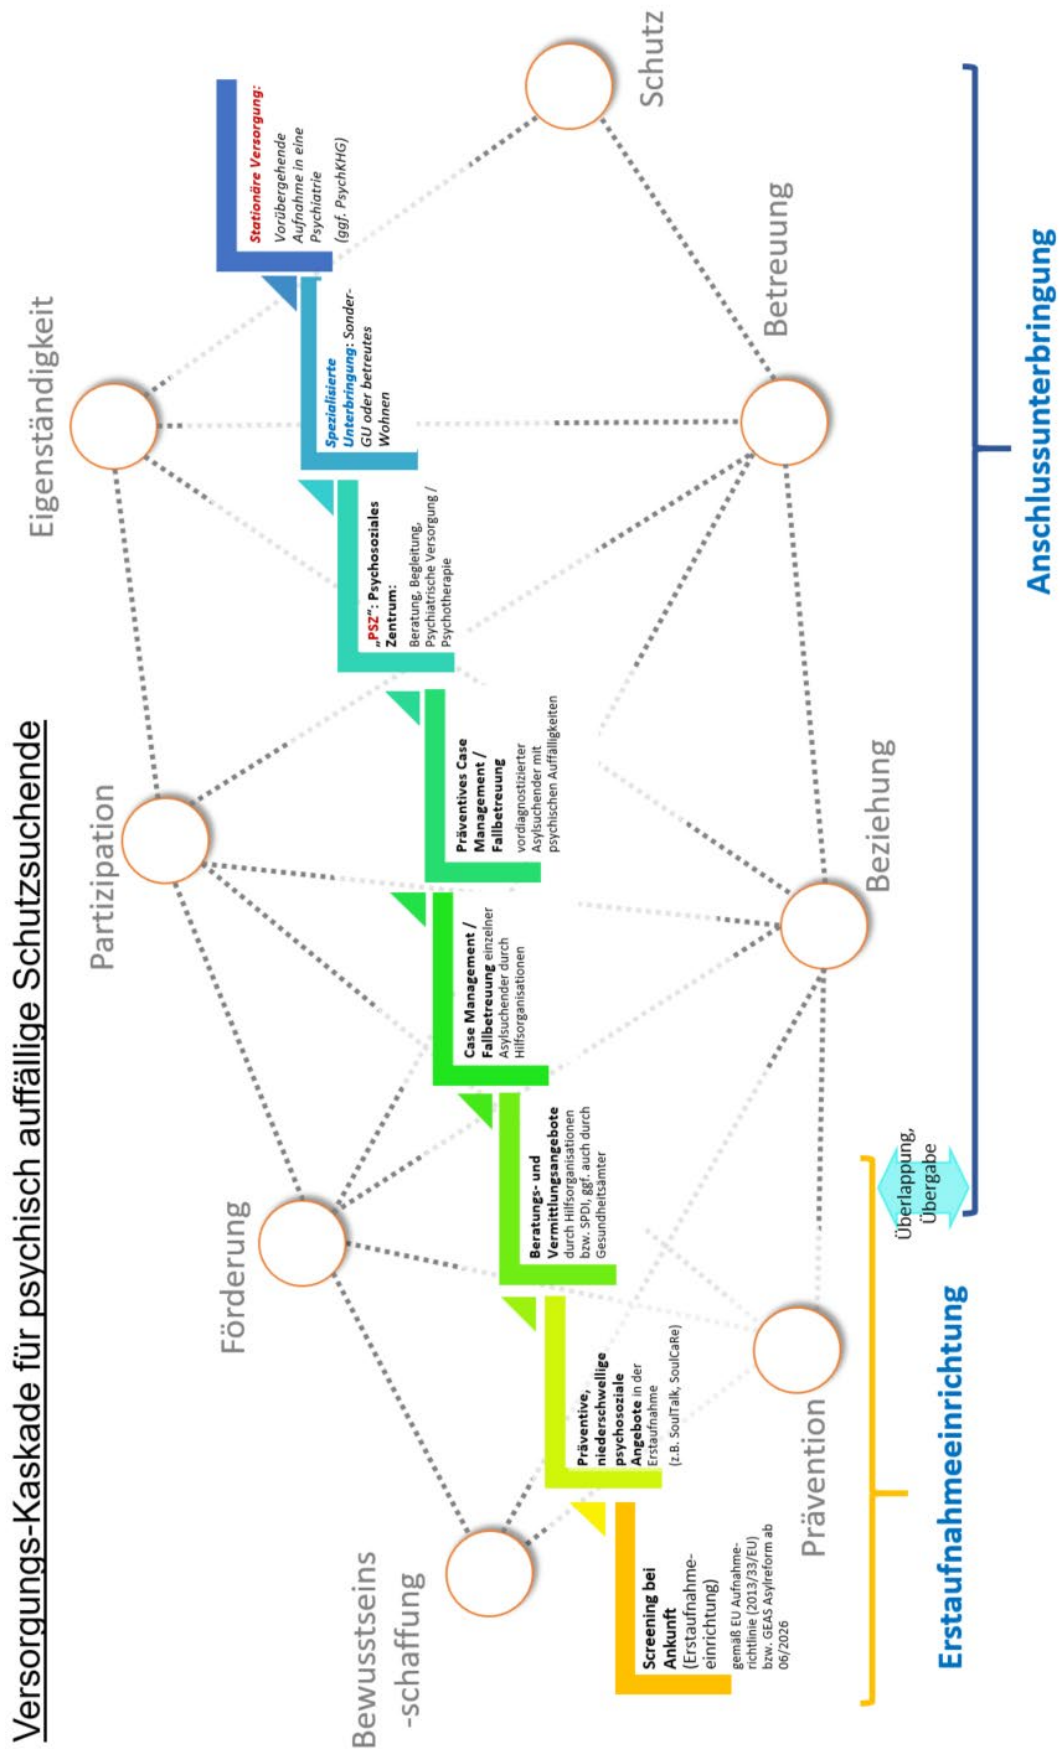 Versorgungs-Kaskade für psychisch auffällige Schutzsuchende
Bewusstseins
-schaffung
Förderung
Partizipation
Eigenständigkeit
Schutz
Betreuung
Beziehung
Prävention
Screening bei
Ankunft
(Erstaufnahme-
einrichtung)
gemäß EU Aufnahme-
richtlinie (2013/33/EU)
bzw. GEAS Asylreform ab
06/2026
Präventive,
niederschwellige
psychosoziale
Angebote in der
Erstaufnahme
(z.B. SoulTalk, SoulCaRe)
Beratungs- und
Vermittlungsangebote
durch Hilfsorganisationen
bzw. SPDI, ggf. auch durch
Gesundheitsämter
Case Management /
Fallbetreuung einzelner
Asylsuchender durch
Hilfsorganisationen
Präventives Case
Management /
Fallbetreuung
vordiagnostizierter
Asylsuchender mit
psychischen Auffälligkeiten
„PSZ“: Psychosoziales
Zentrum:
Beratung, Begleitung,
Psychiatrische Versorgung /
Psychotherapie
Spezialisierte
Unterbringung: Sonder-
GU oder betreutes
Wohnen
Stationäre Versorgung:
Vorübergehende
Aufnahme in eine
Psychiatrie
(ggf. PsychKHG)
Überlappung,
Übergabe
Erstaufnahmeeinrichtung
Anschlussunterbringung